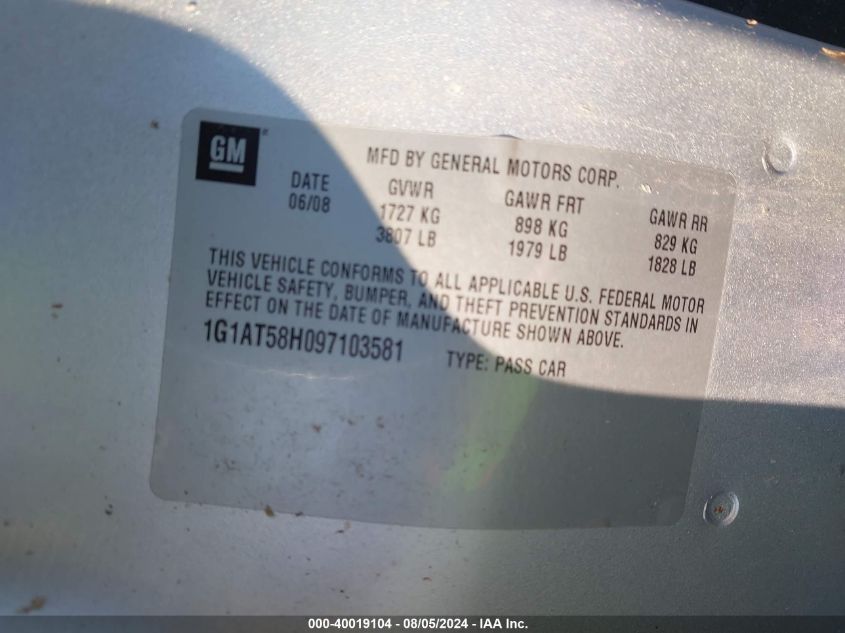 GM
MFD BY GENERAL MOTORS CORP.
DATE GVWR GAWR FRT GAWR RR
06/08 1727 KG 898 KG 829 KG
3807 LB 1979 LB 1828 LB
THIS VEHICLE CONFORMS TO ALL APPLICABLE U.S. FEDERAL MOTOR
VEHICLE SAFETY, BUMPER, AND THEFT PREVENTION STANDARDS IN
EFFECT ON THE DATE OF MANUFACTURE SHOWN ABOVE.
1G1AT58H097103581 TYPE: PASS CAR
000-40019104 - 08/05/2024 - IAA Inc.